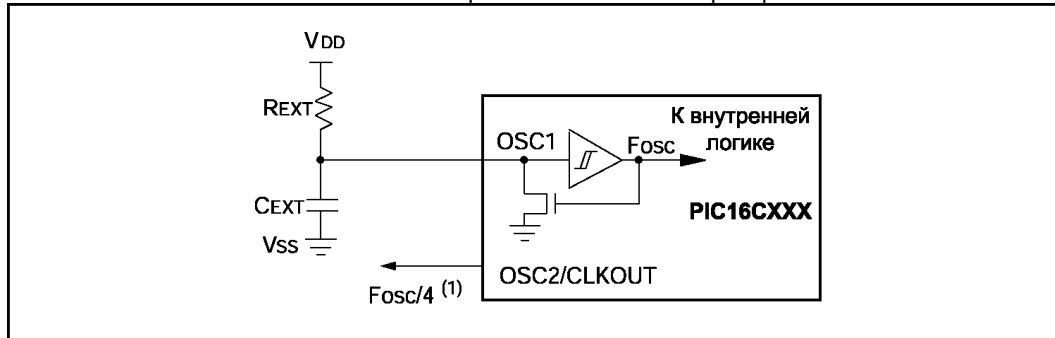 VDD
REXT
К внутренней
логике
OSC1
Fosc
CEXT
PIC16CXXX
Vss
OSC2/CLKOUT
Fosc/4 (1)